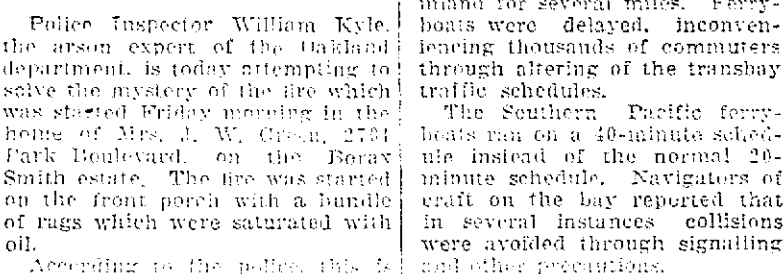 Police Inspector William Kyle,
the arson expert of the Oakland
department, is today attempting to
solve the mystery of the fire which
was started Friday morning in the
home of Mrs. J. W. Green, 2701
Park Boulevard, on the Borax
Smith estate. The fire was started
on the front porch with a bundle
of rags which were saturated with
oil.
According to the police, this is
inland for several miles. Ferry-
boats were delayed, inconven-
iencing thousands of commuters
through altering of the transbay
traffic schedules.
The Southern Pacific ferry-
boats ran on a 40-minute sched-
ule instead of the normal 20-
minute schedule. Navigators of
craft on the bay reported that
in several instances collisions
were avoided through signalling
and other precautions.